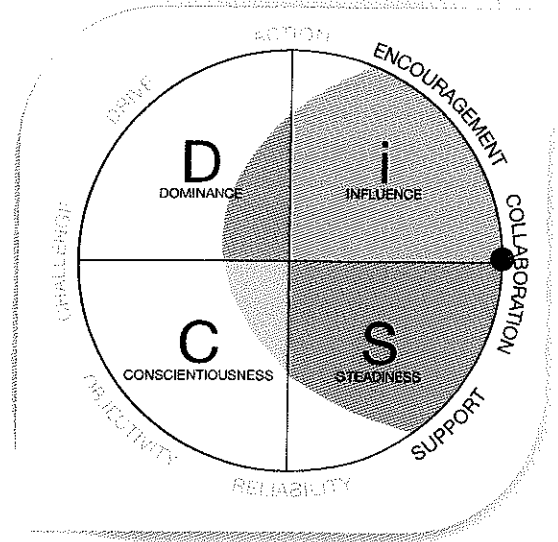 ACTION
ENCOURAGEMENT
DRIVE
D
DOMINANCE
i
INFLUENCE
CHALLENGE
COLLABORATION
C
CONSCIENTIOUSNESS
S
STEADINESS
OBJECTIVITY
SUPPORT
RELIABILITY